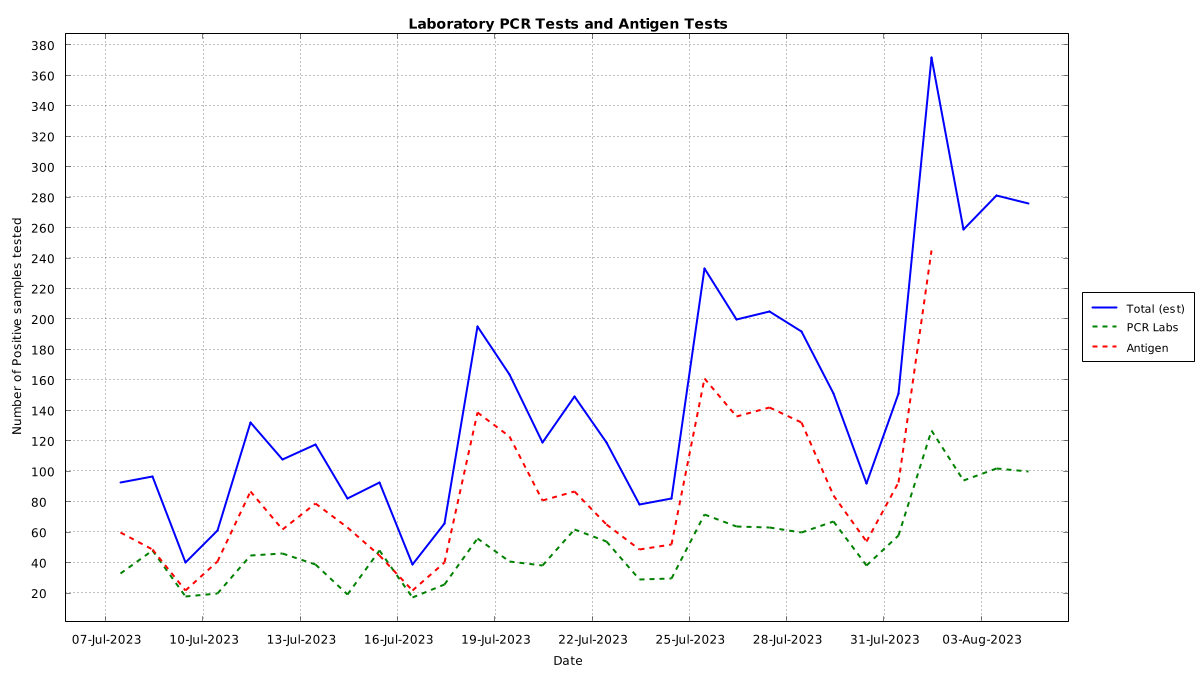 Laboratory PCR Tests and Antigen Tests
380
360
340
320
300
280
260
240
220
200
180
160
140
120
100
80
60
40
20
Number of Positive samples tested
07-Jul-2023 10-Jul-2023 13-Jul-2023 16-Jul-2023 19-Jul-2023 22-Jul-2023 25-Jul-2023 28-Jul-2023 31-Jul-2023 03-Aug-2023
Date
Total (est)
PCR Labs
Antigen